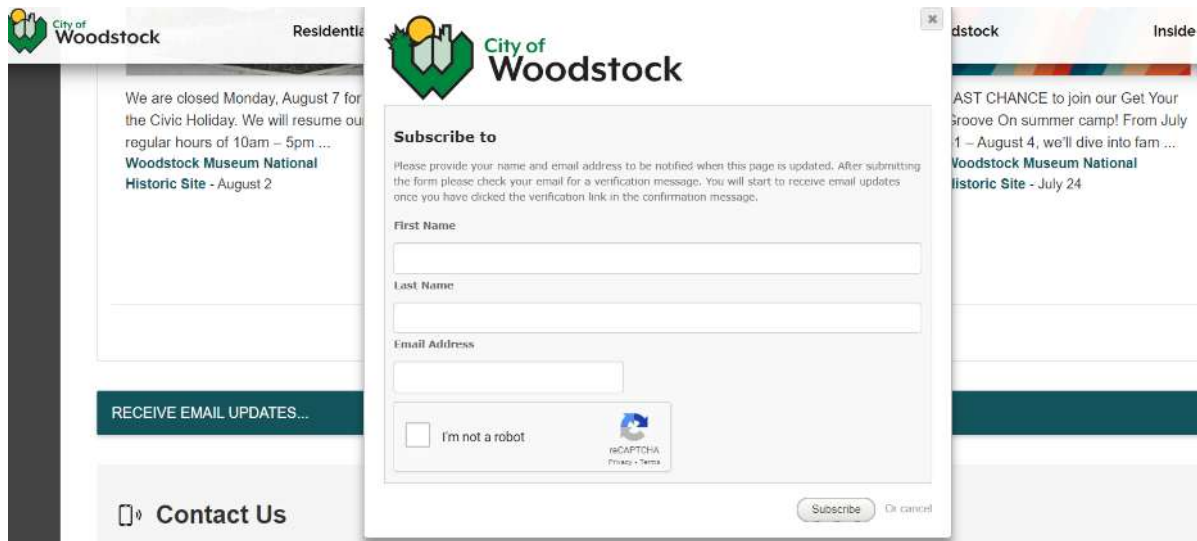 City of
Woodstock
Residentia
dstock
Inside
We are closed Monday, August 7 for
the Civic Holiday. We will resume ou
regular hours of 10am – 5pm ...
Woodstock Museum National
Historic Site - August 2
City of
Woodstock
Subscribe to
Please provide your name and email address to be notified when this page is updated. After submitting
the form please check your email for a verification message. You will start to receive email updates
once you have clicked the verification link in the confirmation message.
First Name
Last Name
Email Address
I'm not a robot
reCAPTCHA
Privacy - Terms
Subscribe
Or cancel
AST CHANCE to join our Get Your
Groove On summer camp! From July
1 – August 4, we'll dive into fam ...
Woodstock Museum National
Historic Site - July 24
RECEIVE EMAIL UPDATES...
Contact Us